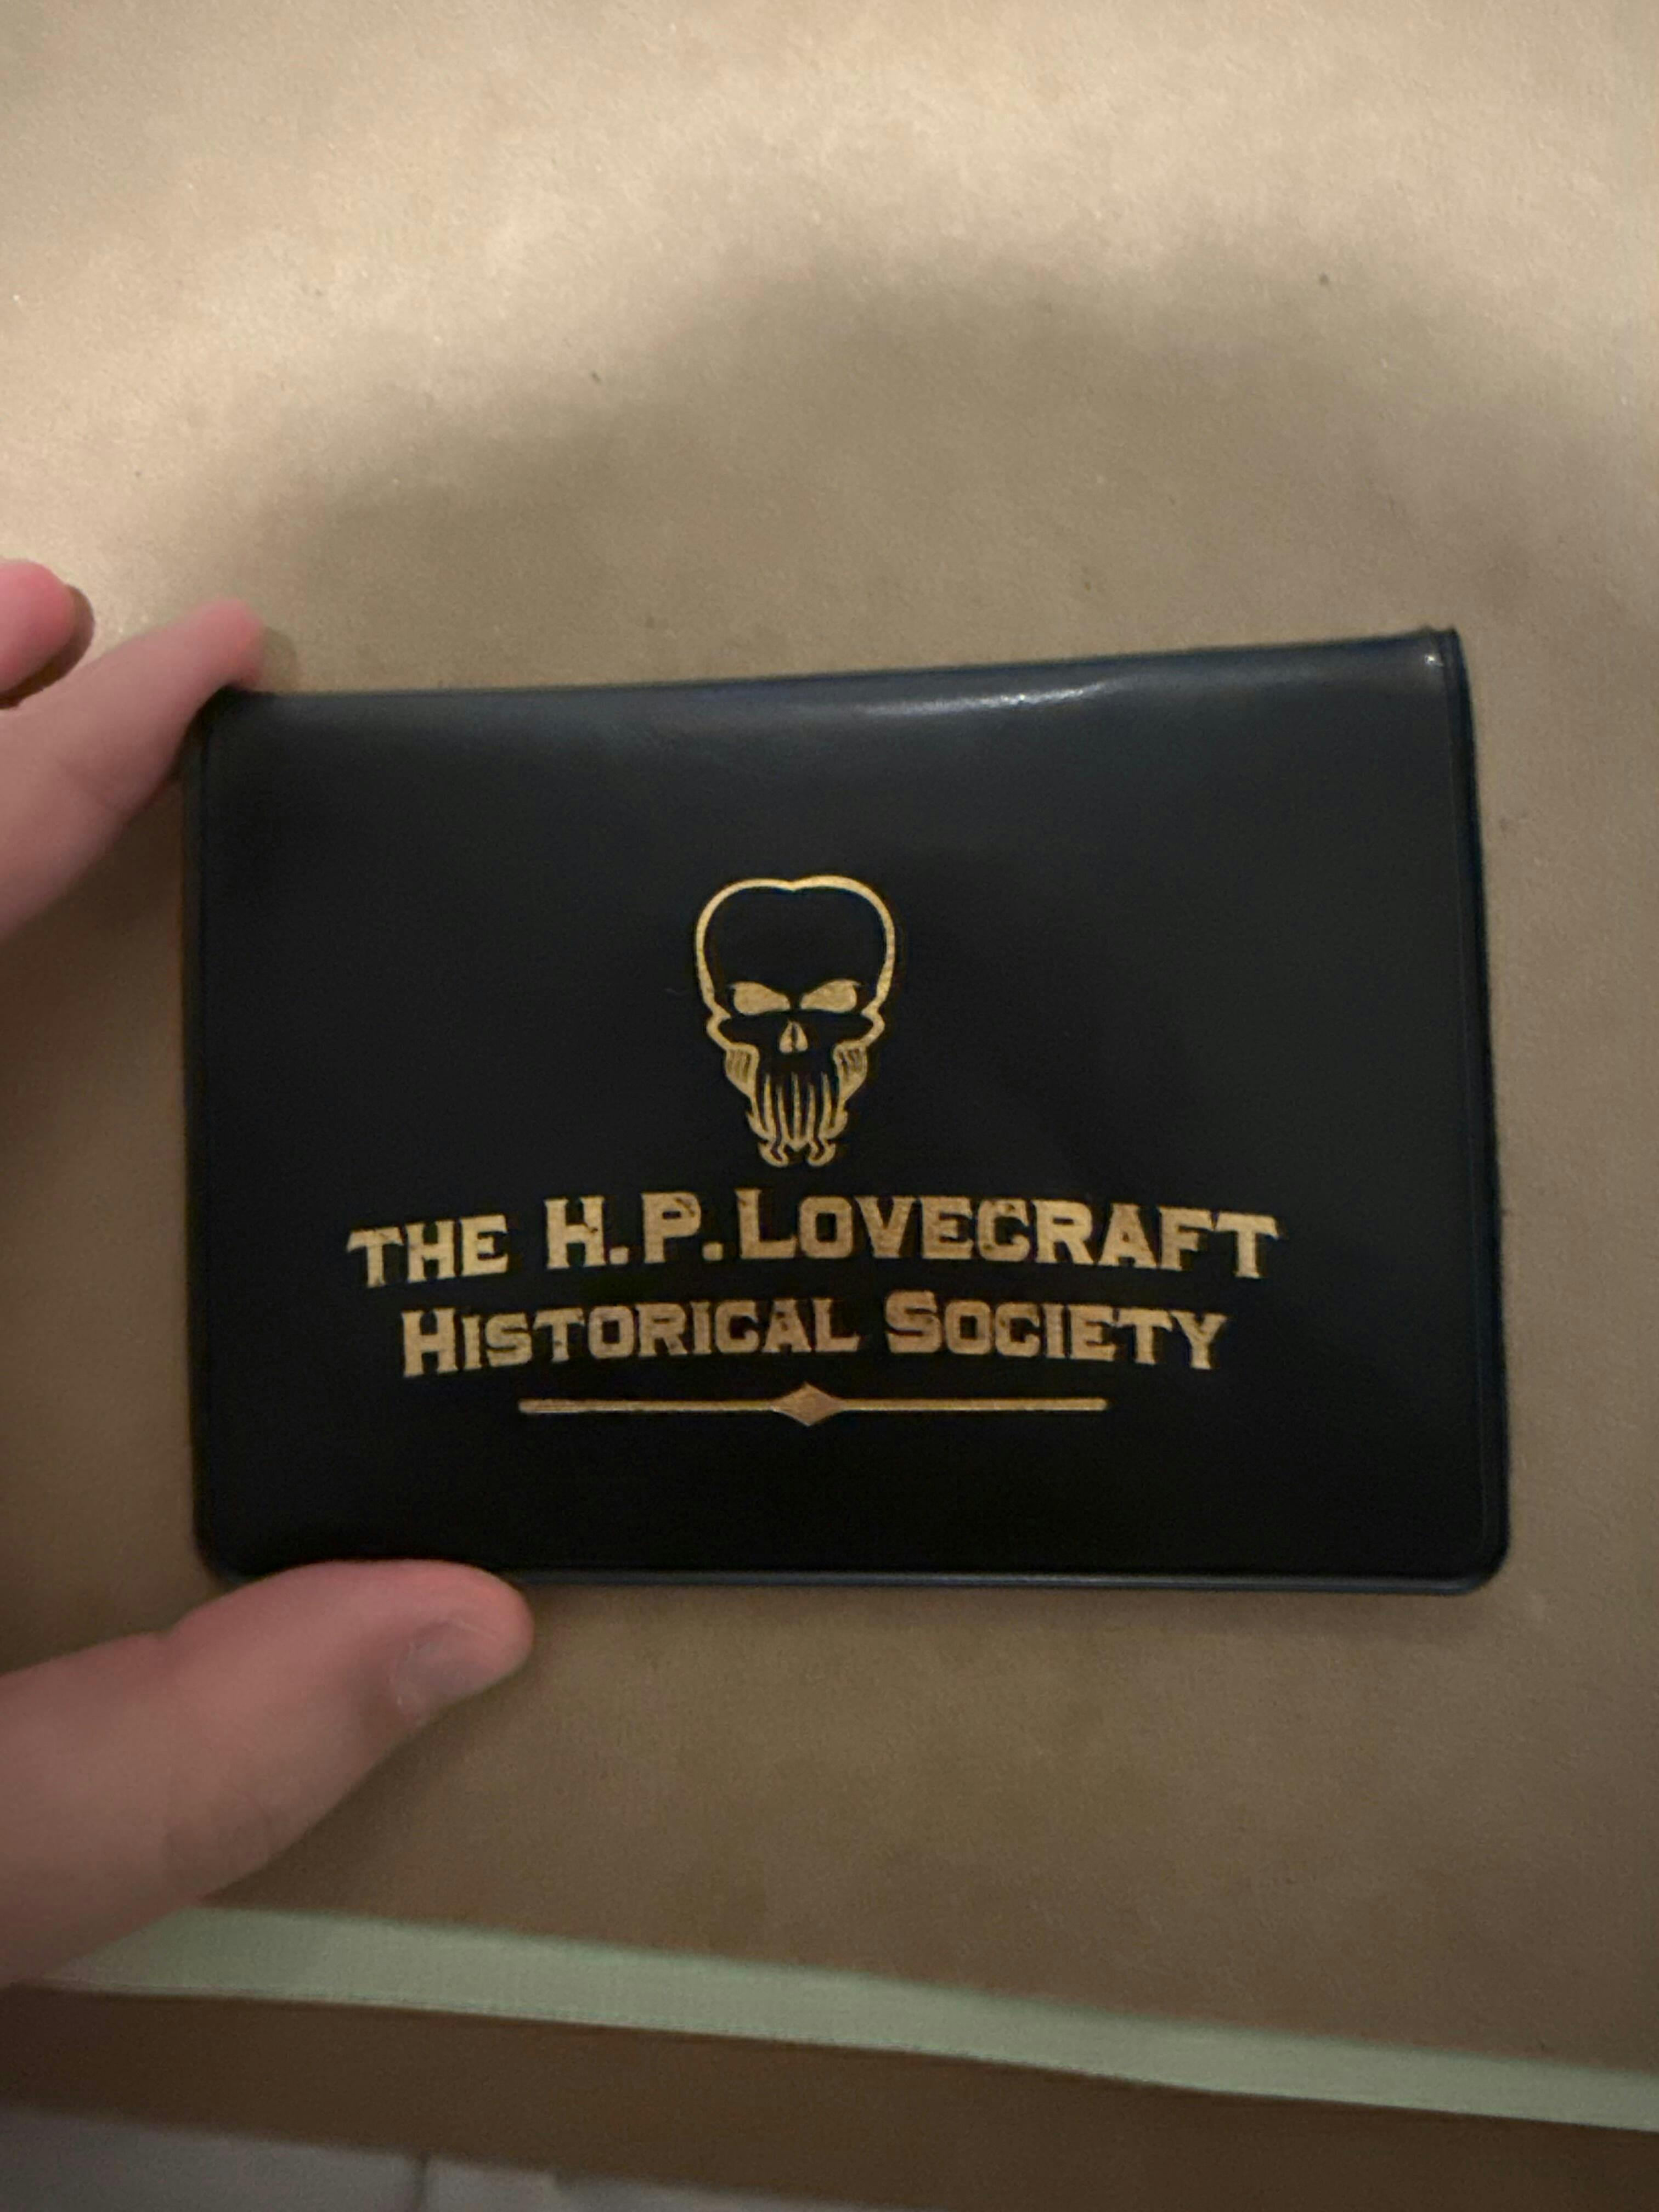 THE H.P. LOVECRAFT
HISTORICAL SOCIETY